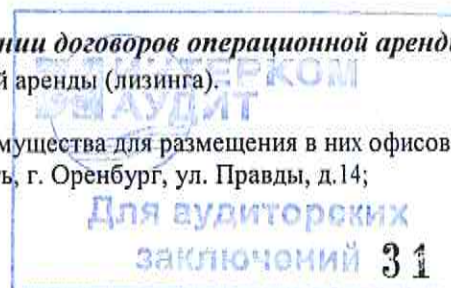 нии договоров операционной аренды
й аренды (лизинга).
АУДИТ
мущества для размещения в них офисов
ь, г. Оренбург, ул. Правды, д.14;
Для аудиторских
заключений 31